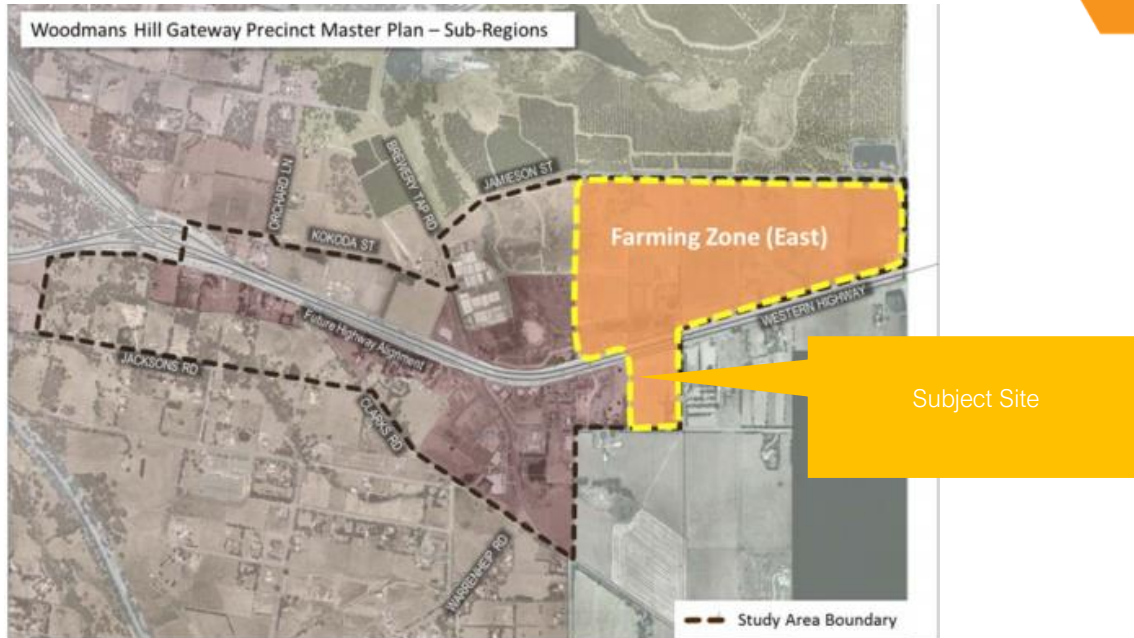 Woodmans Hill Gateway Precinct Master Plan – Sub-Regions
ORCHARD LN
BREWERY TAP RD
JAMIESON ST
KOKODA ST
Farming Zone (East)
WESTERN HIGHWAY
Future Highway Alignment
JACKSONS RD
CLARKS RD
Subject Site
WARRENHEIP RD
Study Area Boundary